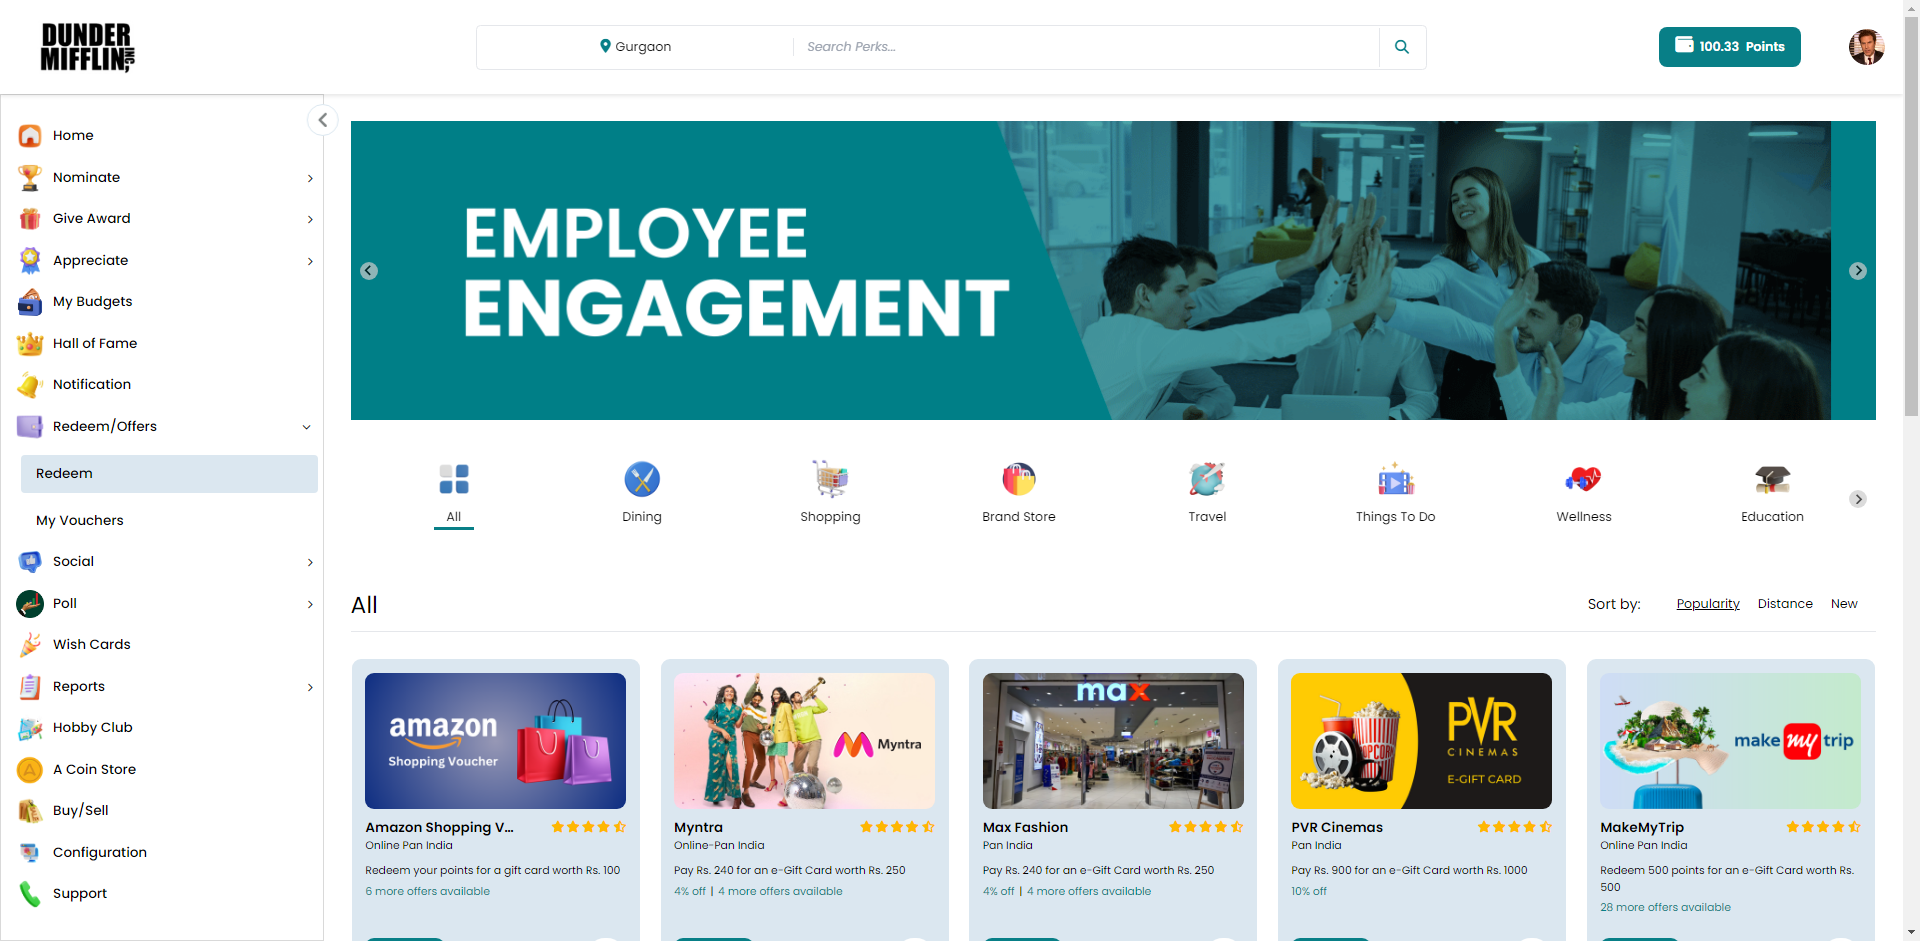 DUNDER
MIFFLIN INC,
Gurgaon
Search Perks...
100.33 Points
Home
Nominate
Give Award
Appreciate
My Budgets
Hall of Fame
Notification
Redeem/Offers
Redeem
My Vouchers
Social
Poll
Wish Cards
Reports
Hobby Club
A Coin Store
Buy/Sell
Configuration
Support
EMPLOYEE
ENGAGEMENT
All
Dining
Shopping
Brand Store
Travel
Things To Do
Wellness
Education
All
Sort by:
Popularity
Distance
New
amazon
Shopping Voucher
Amazon Shopping V...
Online Pan India
Redeem your points for a gift card worth Rs. 100
6 more offers available
Myntra
Myntra
Online-Pan India
Pay Rs. 240 for an e-Gift Card worth Rs. 250
4% off | 4 more offers available
max
Max Fashion
Pan India
Pay Rs. 240 for an e-Gift Card worth Rs. 250
4% off | 4 more offers available
POPCORN
PVR
CINEMAS
E-GIFT CARD
PVR Cinemas
Pan India
Pay Rs. 900 for an e-Gift Card worth Rs. 1000
10% off
make my trip
MakeMyTrip
Online Pan India
Redeem 500 points for an e-Gift Card worth Rs.
500
28 more offers available